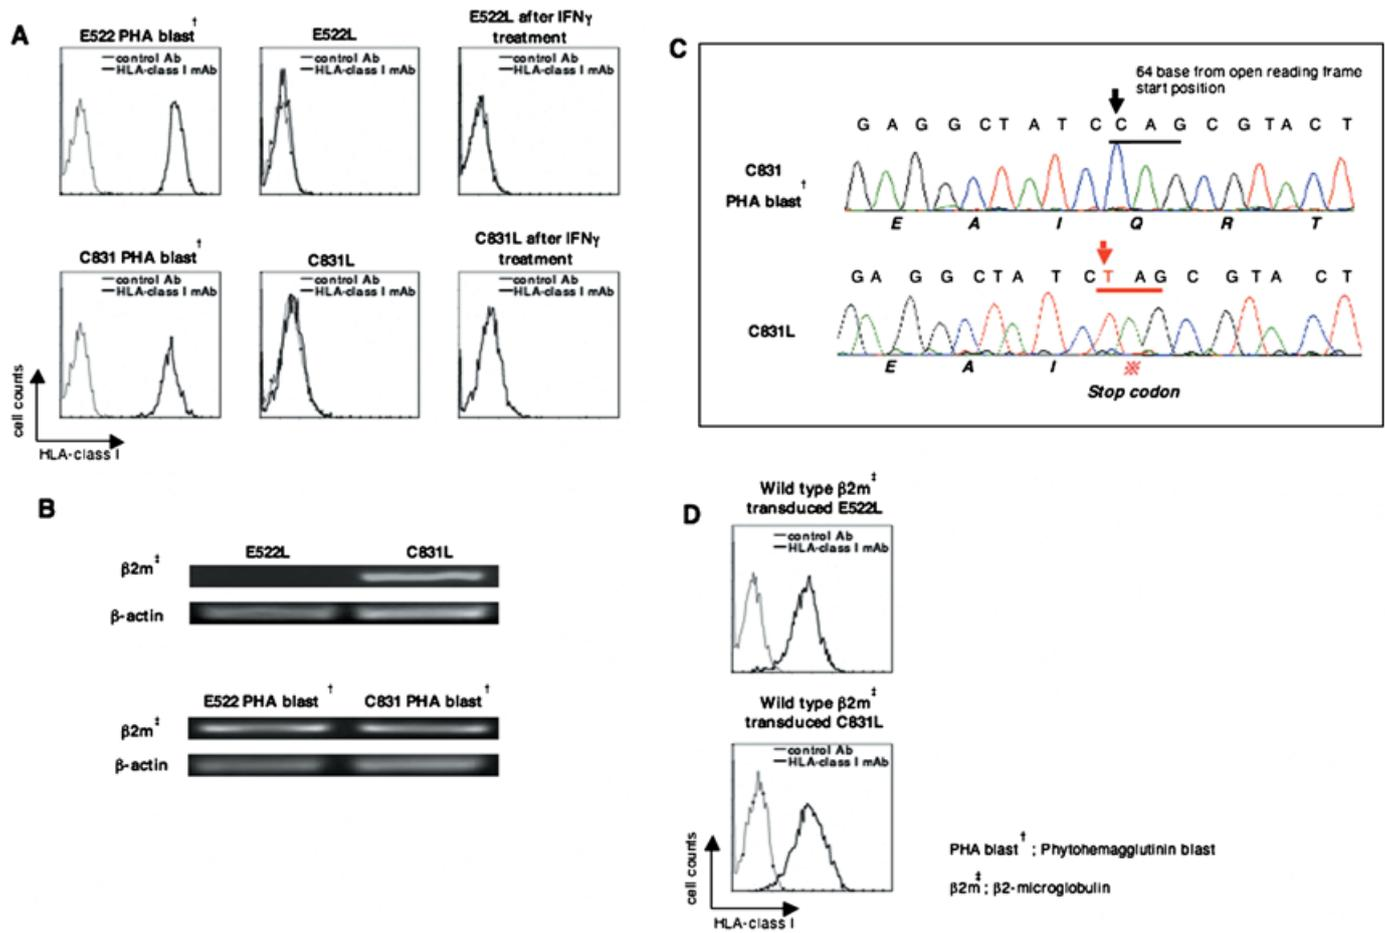 A
E522 PHA blast†
control Ab
HLA-class I mAb
E522L
control Ab
HLA-class I mAb
E522L after IFNγ
treatment
control Ab
HLA-class I mAb
C831 PHA blast†
control Ab
HLA-class I mAb
C831L
control Ab
HLA-class I mAb
C831L after IFNγ
treatment
control Ab
HLA-class I mAb
cell counts
HLA-class I
B
E522L C831L
β2m‡
β-actin
E522 PHA blast† C831 PHA blast†
β2m‡
β-actin
C
64 base from open reading frame
start position
G A G G C T A T C C A G C G T A C T
C831
PHA blast†
E A I Q R T
G A G G C T A T C T A G C G T A C T
C831L
E A I ※
Stop codon
D
Wild type β2m‡
transduced E522L
control Ab
HLA-class I mAb
Wild type β2m‡
transduced C831L
control Ab
HLA-class I mAb
cell counts
HLA-class I
PHA blast† ; Phytohemagglutinin blast
β2m‡ ; β2-microglobulin